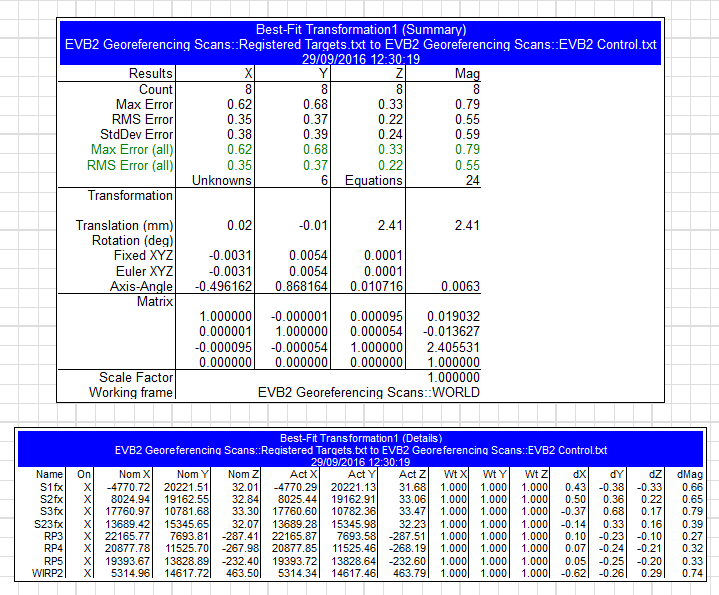 Best-Fit Transformation1 (Summary)
EVB2 Georeferencing Scans::Registered Targets.txt to EVB2 Georeferencing Scans::EVB2 Control.txt
29/09/2016 12:30:19
Results X Y Z Mag
Count 8 8 8 8
Max Error 0.62 0.68 0.33 0.79
RMS Error 0.35 0.37 0.22 0.55
StdDev Error 0.38 0.39 0.24 0.59
Max Error (all) 0.62 0.68 0.33 0.79
RMS Error (all) 0.35 0.37 0.22 0.55
Unknowns 6 Equations 24
Transformation
Translation (mm) 0.02 -0.01 2.41 2.41
Rotation (deg)
Fixed XYZ -0.0031 0.0054 0.0001
Euler XYZ -0.0031 0.0054 0.0001
Axis-Angle -0.496162 0.868164 0.010716 0.0063
Matrix
1.000000 -0.000001 0.000095 0.019032
0.000001 1.000000 0.000054 -0.013627
-0.000095 -0.000054 1.000000 2.405531
0.000000 0.000000 0.000000 1.000000
Scale Factor 1.000000
Working frame EVB2 Georeferencing Scans::WORLD
Best-Fit Transformation1 (Details)
EVB2 Georeferencing Scans::Registered Targets.txt to EVB2 Georeferencing Scans::EVB2 Control.txt
29/09/2016 12:30:19
Name On Nom X Nom Y Nom Z Act X Act Y Act Z Wt X Wt Y Wt Z dX dY dZ dMag
S1fx X -4770.72 20221.51 32.01 -4770.29 20221.13 31.68 1.000 1.000 1.000 0.43 -0.38 -0.33 0.66
S2fx X 8024.94 19162.55 32.84 8025.44 19162.91 33.06 1.000 1.000 1.000 0.50 0.36 0.22 0.65
S3fx X 17760.97 10781.68 33.30 17760.60 10782.36 33.47 1.000 1.000 1.000 -0.37 0.68 0.17 0.79
S23fx X 13689.42 15345.65 32.07 13689.28 15345.98 32.23 1.000 1.000 1.000 -0.14 0.33 0.16 0.39
RP3 X 22165.77 7693.81 -287.41 22165.87 7693.58 -287.51 1.000 1.000 1.000 0.10 -0.23 -0.10 0.27
RP4 X 20877.78 11525.70 -267.98 20877.85 11525.46 -268.19 1.000 1.000 1.000 0.07 -0.24 -0.21 0.32
RP5 X 19393.67 13828.89 -232.40 19393.72 13828.64 -232.60 1.000 1.000 1.000 0.05 -0.25 -0.20 0.33
WIRP2 X 5314.96 14617.72 463.50 5314.34 14617.46 463.79 1.000 1.000 1.000 -0.62 -0.26 0.29 0.74